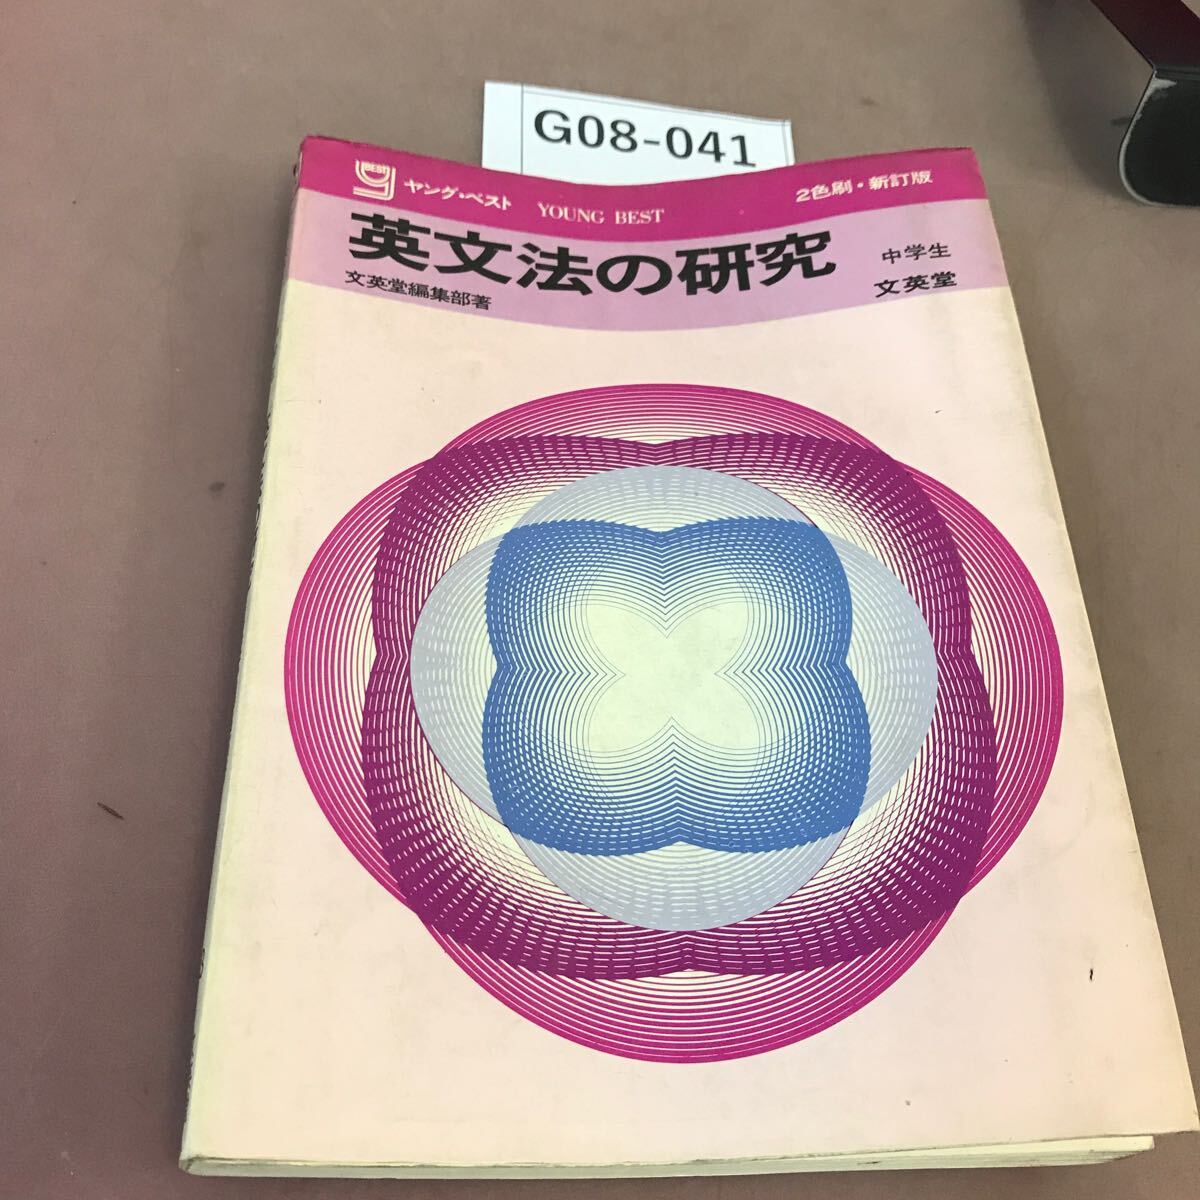 G08-041
BEST
ヤング・ベスト YOUNG BEST 2色刷・新訂版
英文法の研究 中学生
文英堂編集部著 文英堂